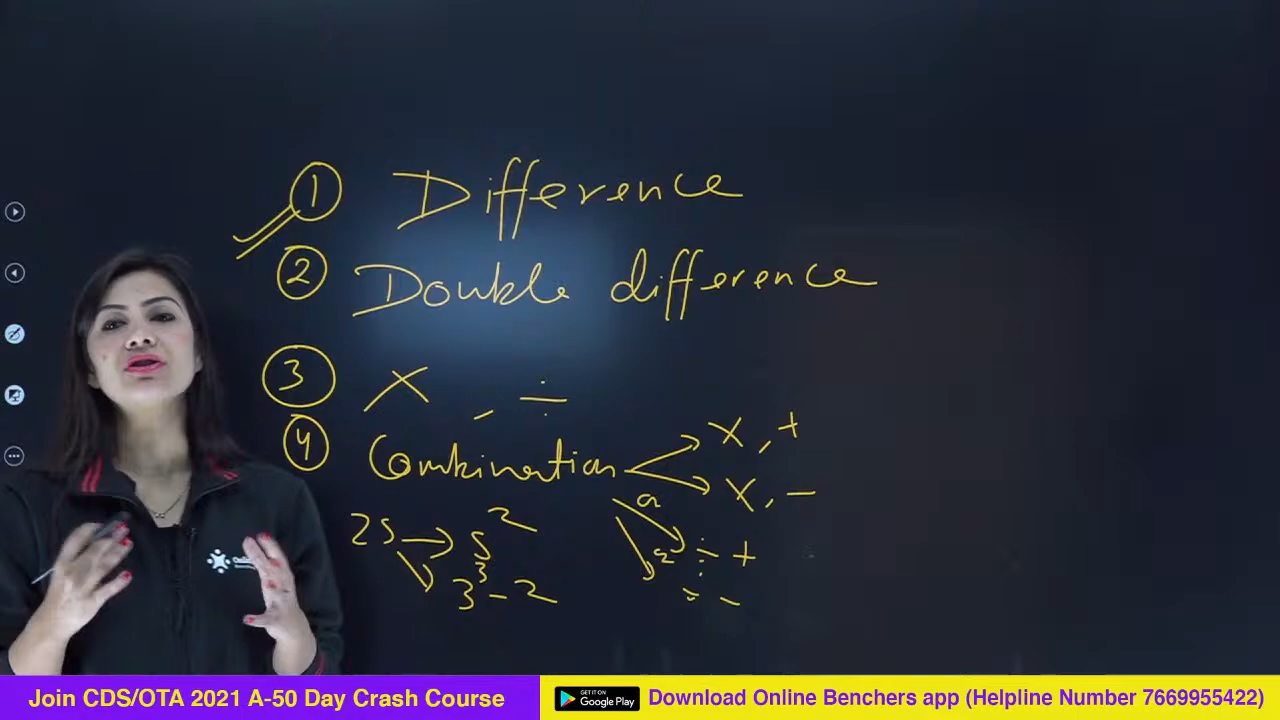 ① Difference
② Double difference
③ × , ÷
④ Combination × , +
× , -
25 → 5²
÷ +
3³ - 2
÷ -
Join CDS/OTA 2021 A-50 Day Crash Course
GET IT ON
Google Play
Download Online Benchers app (Helpline Number 7669955422)